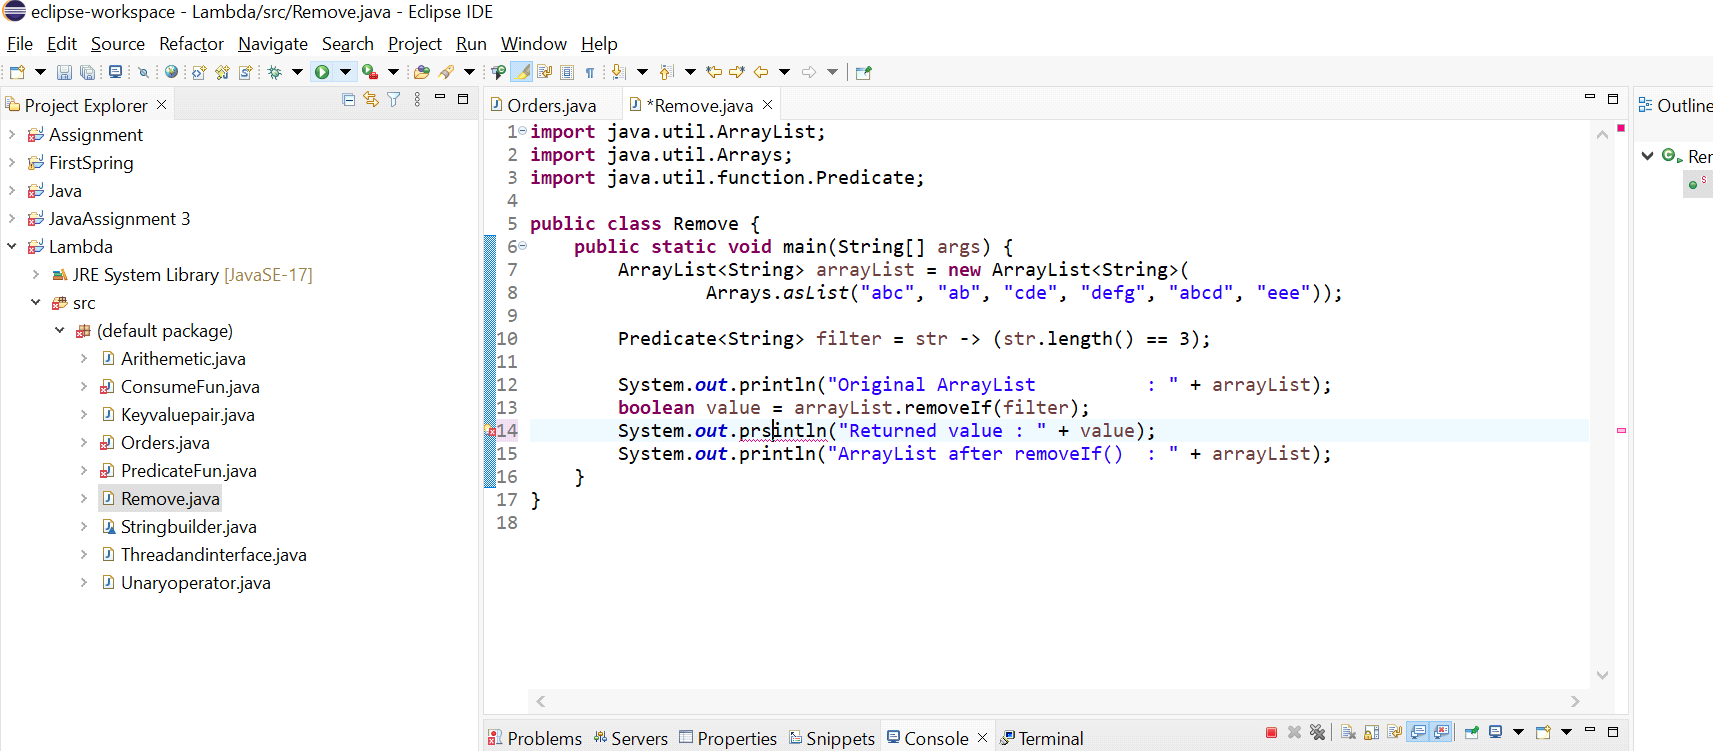 eclipse-workspace - Lambda/src/Remove.java - Eclipse IDE
File Edit Source Refactor Navigate Search Project Run Window Help
Project Explorer
Assignment
FirstSpring
Java
JavaAssignment 3
Lambda
JRE System Library [JavaSE-17]
src
(default package)
Arithemetic.java
ConsumeFun.java
Keyvaluepair.java
Orders.java
PredicateFun.java
Remove.java
Stringbuilder.java
Threadandinterface.java
Unaryoperator.java
Orders.java *Remove.java
1 import java.util.ArrayList;
2 import java.util.Arrays;
3 import java.util.function.Predicate;
4
5 public class Remove {
6     public static void main(String[] args) {
7         ArrayList<String> arrayList = new ArrayList<String>(
8                 Arrays.asList("abc", "ab", "cde", "defg", "abcd", "eee"));
9
10         Predicate<String> filter = str -> (str.length() == 3);
11
12         System.out.println("Original ArrayList          : " + arrayList);
13         boolean value = arrayList.removeIf(filter);
14         System.out.prsintln("Returned value : " + value);
15         System.out.println("ArrayList after removeIf()  : " + arrayList);
16     }
17 }
18
Outline
Rer
S
Problems Servers Properties Snippets Console Terminal